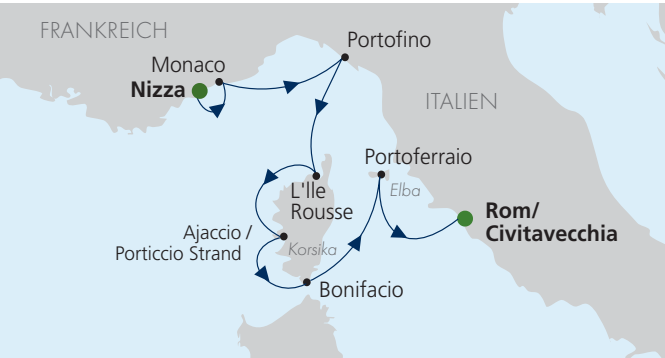 FRANKREICH
Portofino
Monaco
Nizza
ITALIEN
Portoferraio
Elba
L'Ile
Rousse
Rom/
Civitavecchia
Ajaccio /
Porticcio Strand
Korsika
Bonifacio